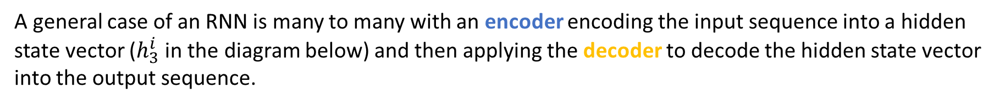 A general case of an RNN is many to many with an encoder encoding the input sequence into a hidden
state vector (h₃ⁱ in the diagram below) and then applying the decoder to decode the hidden state vector
into the output sequence.